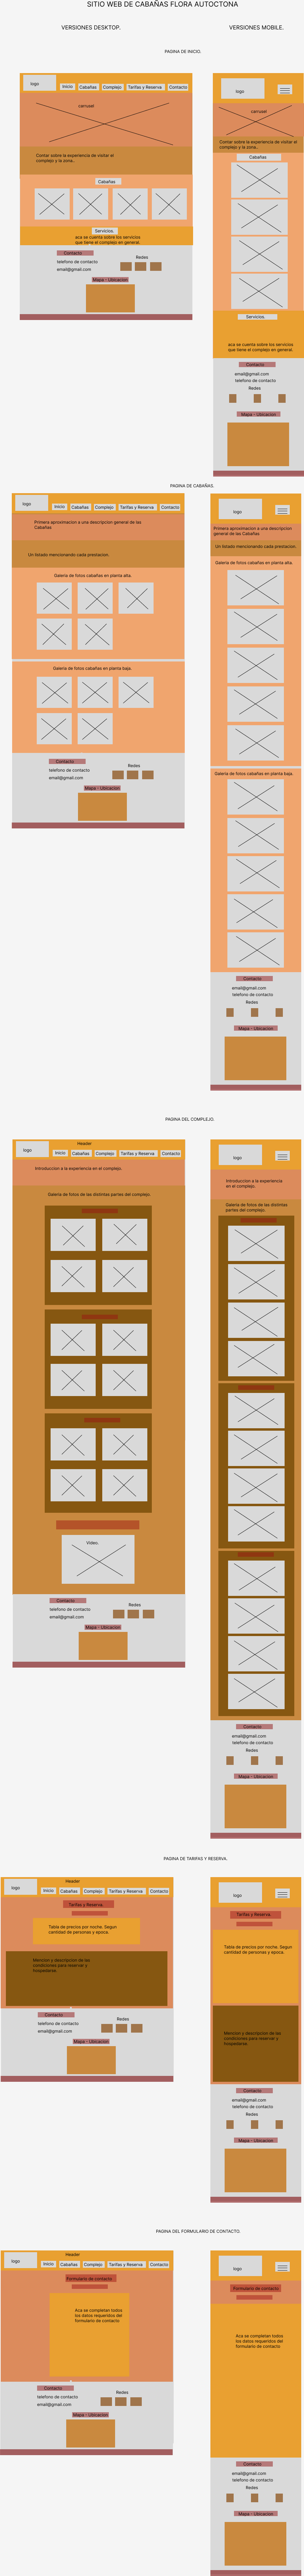 SITIO WEB DE CABAÑAS FLORA AUTOCTONA
VERSIONES DESKTOP.
VERSIONES MOBILE.
PAGINA DE INICIO.
logo
Inicio
Cabañas
Complejo
Tarifas y Reserva
Contacto
carrusel
Contar sobre la experiencia de visitar el
complejo y la zona..
Cabañas
Servicios.
aca se cuenta sobre los servicios
que tiene el complejo en general.
Contacto
telefono de contacto
email@gmail.com
Redes
Mapa - Ubicacion
logo
carrusel
Contar sobre la experiencia de visitar el
complejo y la zona..
Cabañas
Servicios.
aca se cuenta sobre los servicios
que tiene el complejo en general.
Contacto
email@gmail.com
telefono de contacto
Redes
Mapa - Ubicacion
PAGINA DE CABAÑAS.
logo
Inicio
Cabañas
Complejo
Tarifas y Reserva
Contacto
Primera aproximacion a una descripcion general de las
Cabañas
Un listado mencionando cada prestacion.
Galeria de fotos cabañas en planta alta.
Galeria de fotos cabañas en planta baja.
Contacto
telefono de contacto
email@gmail.com
Redes
Mapa - Ubicacion
logo
Primera aproximacion a una descripcion
general de las Cabañas
Un listado mencionando cada prestacion.
Galeria de fotos cabañas en planta alta.
Galeria de fotos cabañas en planta baja.
Contacto
email@gmail.com
telefono de contacto
Redes
Mapa - Ubicacion
PAGINA DEL COMPLEJO.
Header
logo
Inicio
Cabañas
Complejo
Tarifas y Reserva
Contacto
Introduccion a la experiencia en el complejo.
Galeria de fotos de las distintas partes del complejo.
Video.
Contacto
telefono de contacto
email@gmail.com
Redes
Mapa - Ubicacion
logo
Introduccion a la experiencia
en el complejo.
Galeria de fotos de las distintas
partes del complejo.
Contacto
email@gmail.com
telefono de contacto
Redes
Mapa - Ubicacion
PAGINA DE TARIFAS Y RESERVA.
Header
logo
Inicio
Cabañas
Complejo
Tarifas y Reserva
Contacto
Tarifas y Reserva.
Tabla de precios por noche. Segun
cantidad de personas y epoca.
Mencion y descripcion de las
condiciones para reservar y
hospedarse.
Contacto
telefono de contacto
email@gmail.com
Redes
Mapa - Ubicacion
logo
Tarifas y Reserva.
Tabla de precios por noche. Segun
cantidad de personas y epoca.
Mencion y descripcion de las
condiciones para reservar y
hospedarse.
Contacto
email@gmail.com
telefono de contacto
Redes
Mapa - Ubicacion
PAGINA DEL FORMULARIO DE CONTACTO.
Header
logo
Inicio
Cabañas
Complejo
Tarifas y Reserva
Contacto
Formulario de contacto
Aca se completan todos
los datos requeridos del
formulario de contacto
Contacto
telefono de contacto
email@gmail.com
Redes
Mapa - Ubicacion
logo
Formulario de contacto
Aca se completan todos
los datos requeridos del
formulario de contacto
Contacto
email@gmail.com
telefono de contacto
Redes
Mapa - Ubicacion